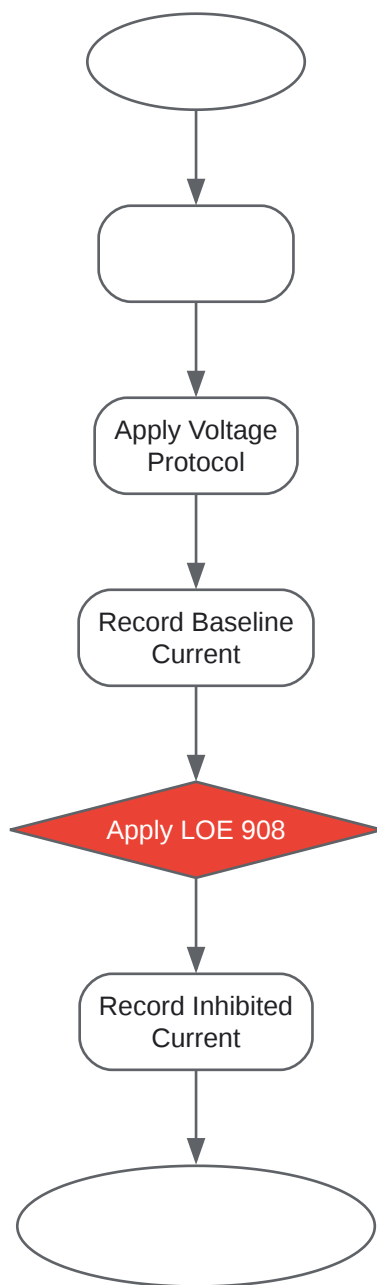 Apply Voltage
Protocol
Record Baseline
Current
Apply LOE 908
Record Inhibited
Current